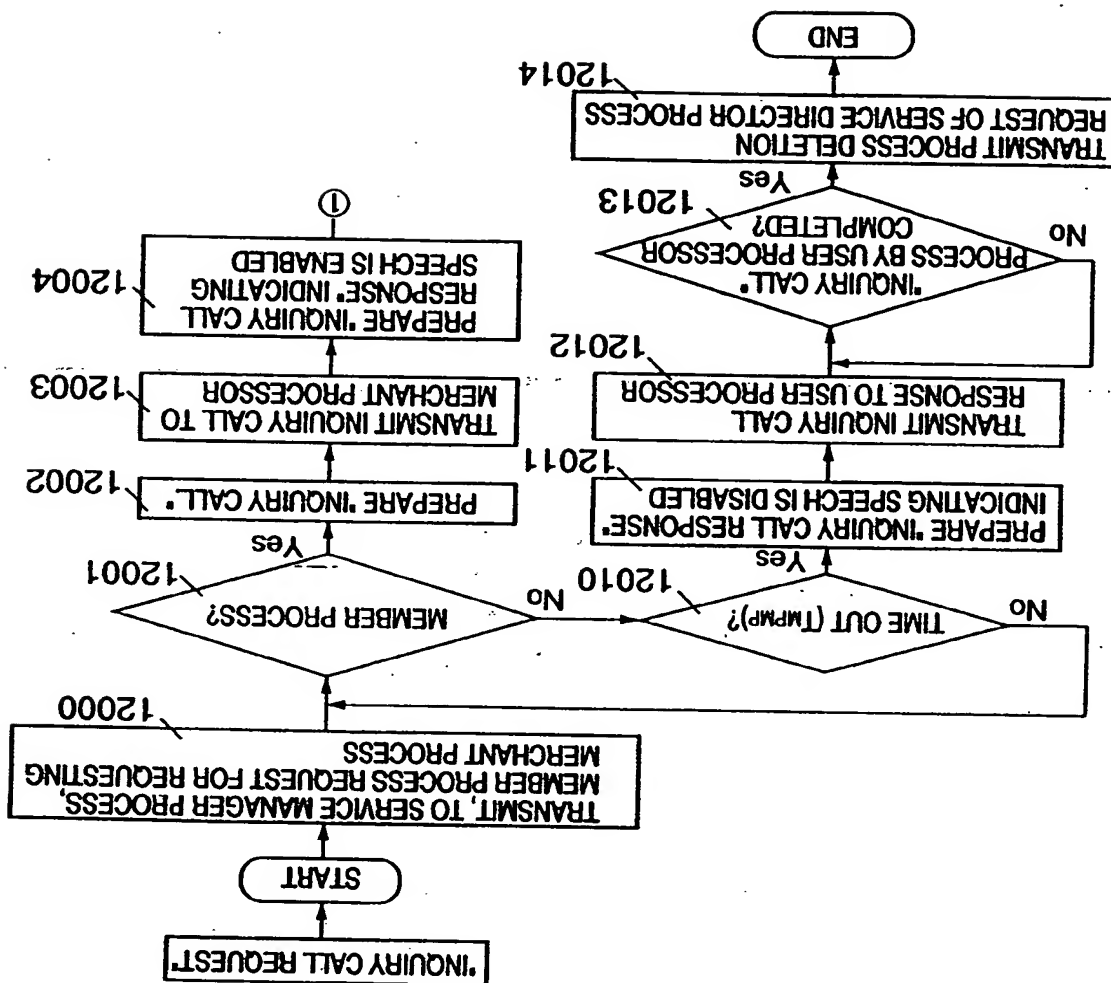 "INQUIRY CALL REQUEST"
START
TRANSMIT, TO SERVICE MANAGER PROCESS,
MEMBER PROCESS REQUEST FOR REQUESTING
MERCHANT PROCESS
12000
MEMBER PROCESS?
12001
Yes
No
PREPARE "INQUIRY CALL"
12002
TRANSMIT INQUIRY CALL TO
MERCHANT PROCESSOR
12003
PREPARE "INQUIRY CALL
RESPONSE" INDICATING
SPEECH IS ENABLED
12004
①
TIME OUT (TMPMP)?
12010
No
Yes
PREPARE "INQUIRY CALL RESPONSE"
INDICATING SPEECH IS DISABLED
12011
TRANSMIT INQUIRY CALL
RESPONSE TO USER PROCESSOR
12012
"INQUIRY CALL"
PROCESS BY USER PROCESSOR
COMPLETED?
12013
No
Yes
TRANSMIT PROCESS DELETION
REQUEST OF SERVICE DIRECTOR PROCESS
12014
END